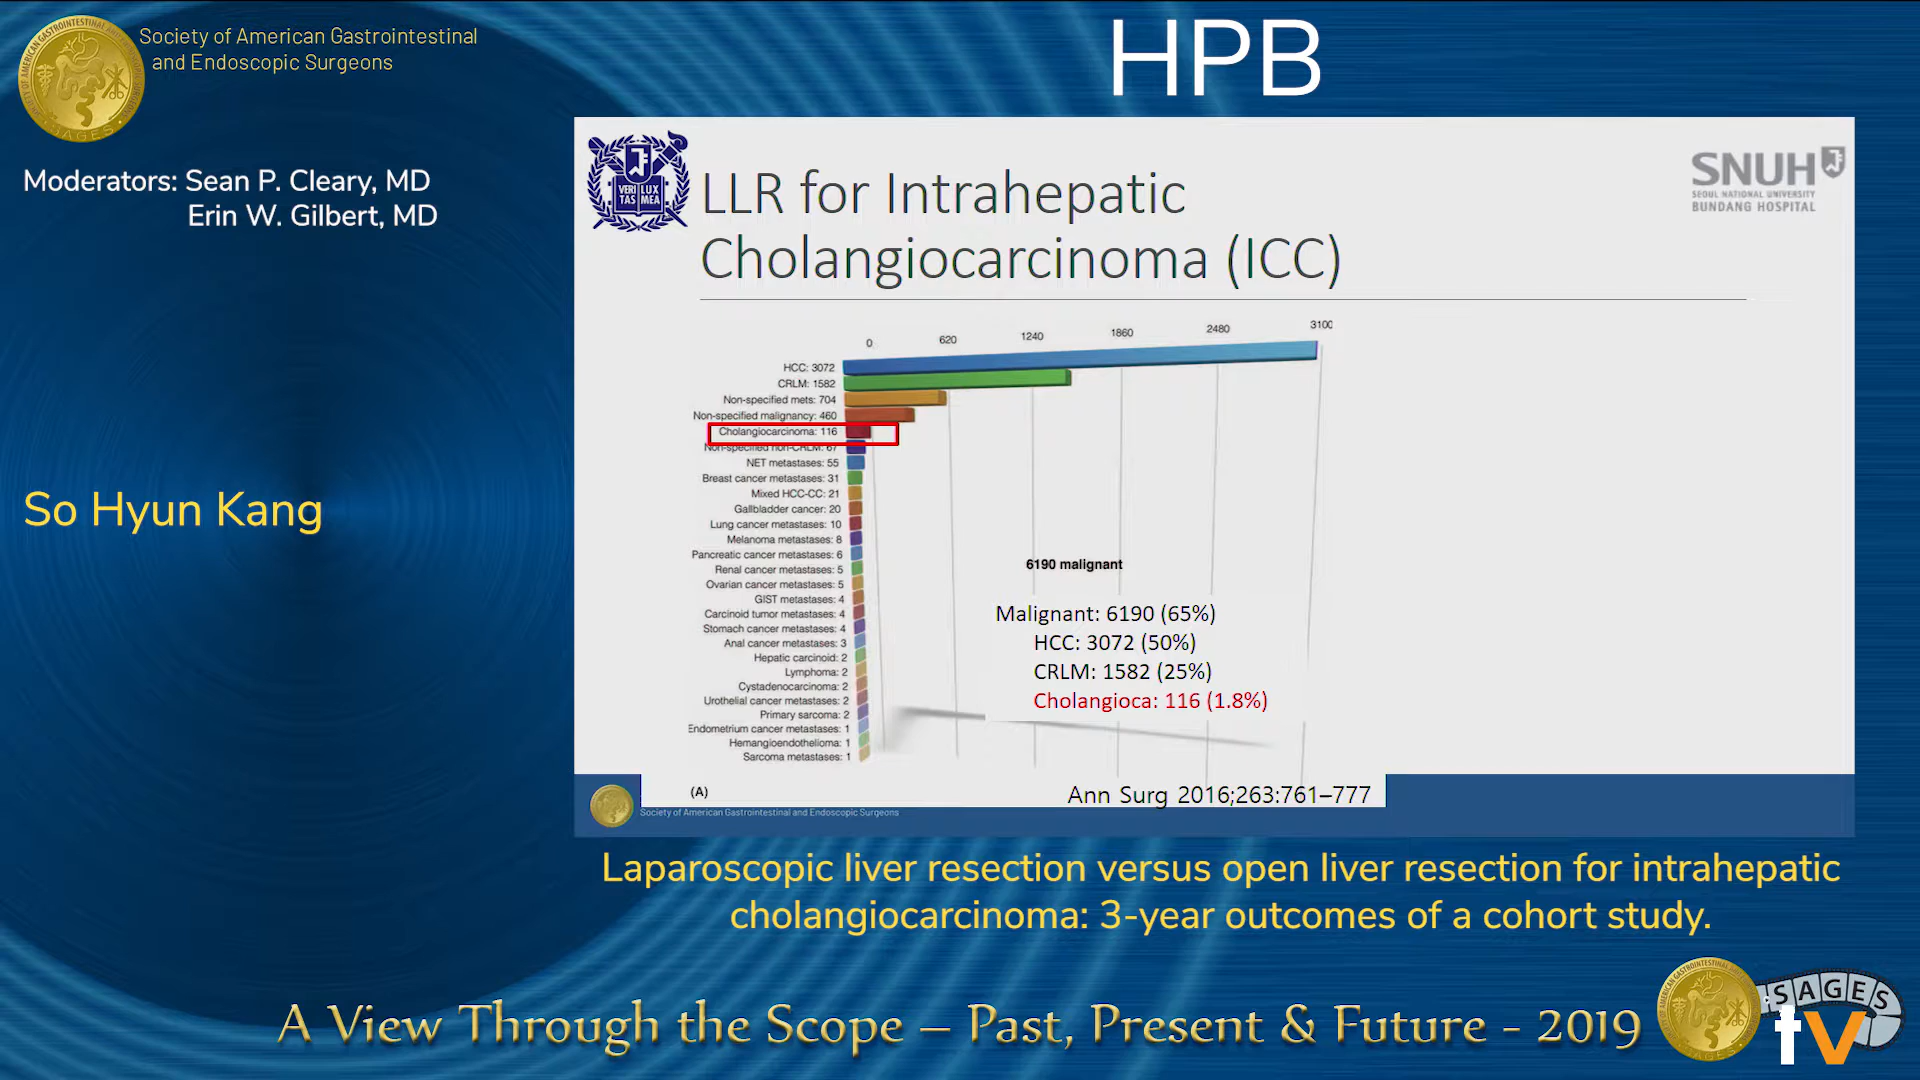 Society of American Gastrointestinal
and Endoscopic Surgeons
HPB
Moderators: Sean P. Cleary, MD
Erin W. Gilbert, MD
So Hyun Kang
VERI LUX
TAS MEA
LLR for Intrahepatic
Cholangiocarcinoma (ICC)
SNUH
SEOUL NATIONAL UNIVERSITY
BUNDANG HOSPITAL
0 620 1240 1860 2480 3100
HCC: 3072
CRLM: 1582
Non-specified mets: 704
Non-specified malignancy: 460
Cholangiocarcinoma: 116
Non-specified non-CRLM: 67
NET metastases: 55
Breast cancer metastases: 31
Mixed HCC-CC: 21
Gallbladder cancer: 20
Lung cancer metastases: 10
Melanoma metastases: 8
Pancreatic cancer metastases: 6
Renal cancer metastases: 5
Ovarian cancer metastases: 5
GIST metastases: 4
Carcinoid tumor metastases: 4
Stomach cancer metastases: 4
Anal cancer metastases: 3
Hepatic carcinoid: 2
Lymphoma: 2
Cystadenocarcinoma: 2
Urothelial cancer metastases: 2
Primary sarcoma: 2
Endometrium cancer metastases: 1
Hemangioendothelioma: 1
Sarcoma metastases: 1
6190 malignant
Malignant: 6190 (65%)
HCC: 3072 (50%)
CRLM: 1582 (25%)
Cholangioca: 116 (1.8%)
(A)
Ann Surg 2016;263:761–777
Society of American Gastrointestinal and Endoscopic Surgeons
Laparoscopic liver resection versus open liver resection for intrahepatic
cholangiocarcinoma: 3-year outcomes of a cohort study.
A View Through the Scope – Past, Present & Future - 2019
SAGES
tv